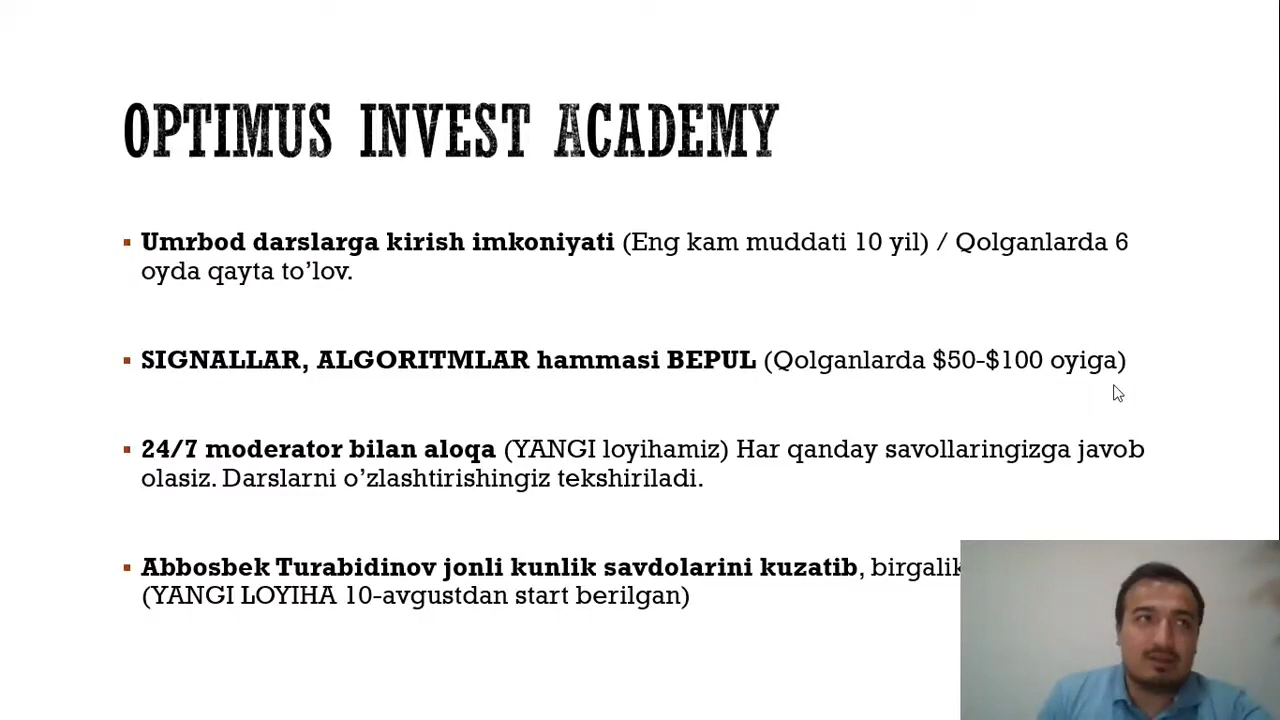 OPTIMUS INVEST ACADEMY
▪ Umrbod darslarga kirish imkoniyati (Eng kam muddati 10 yil) / Qolganlarda 6
oyda qayta to’lov.
▪ SIGNALLAR, ALGORITMLAR hammasi BEPUL (Qolganlarda $50-$100 oyiga)
▪ 24/7 moderator bilan aloqa (YANGI loyihamiz) Har qanday savollaringizga javob
olasiz. Darslarni o’zlashtirishingiz tekshiriladi.
▪ Abbosbek Turabidinov jonli kunlik savdolarini kuzatib,
(YANGI LOYIHA 10-avgustdan start berilgan)